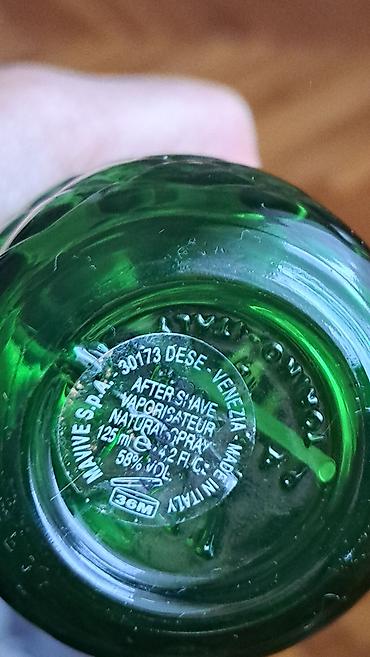 MAVIVE S.p.A. - 30173 DESE - VENEZIA - MADE IN ITALY
AFTER SHAVE
VAPORISATEUR
NATURAL SPRAY
125 ml e 4.2 Fl. Oz.
58% VOL
36M